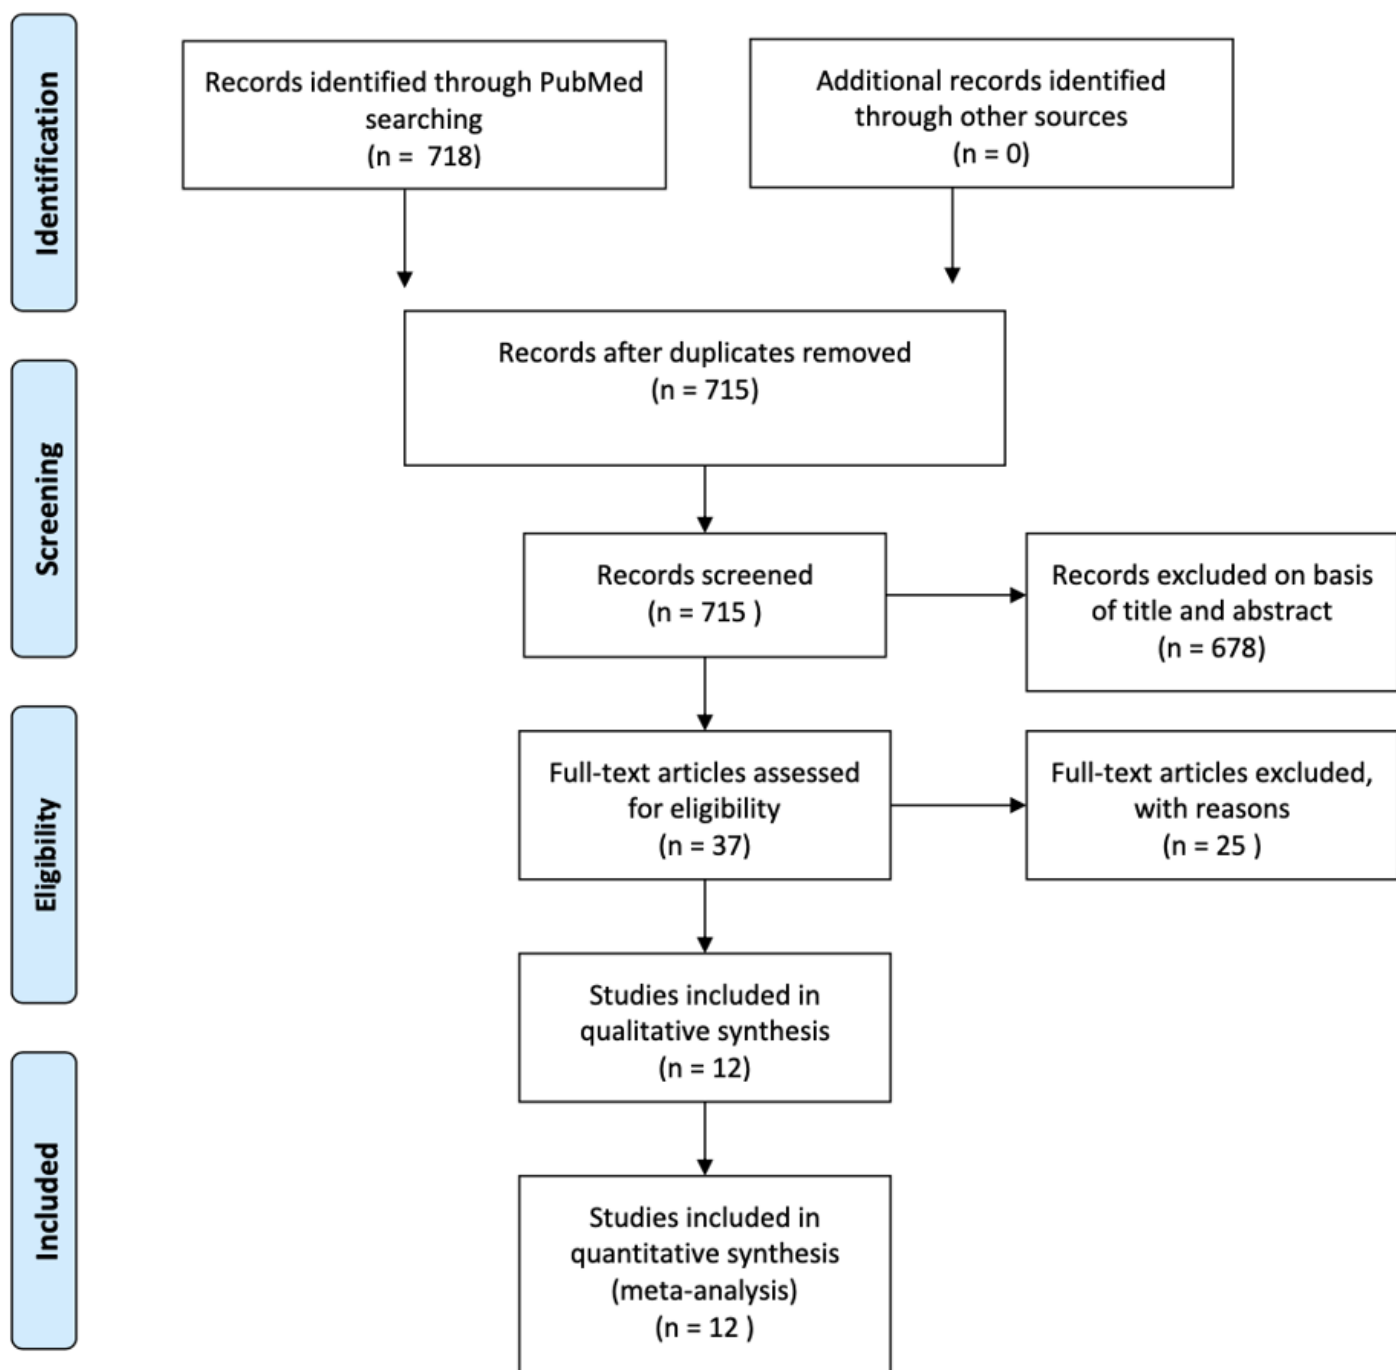 Identification
Records identified through PubMed
searching
(n =  718)
Additional records identified
through other sources
(n = 0)
Records after duplicates removed
(n = 715)
Screening
Records screened
(n = 715 )
Records excluded on basis
of title and abstract
(n = 678)
Eligibility
Full-text articles assessed
for eligibility
(n = 37)
Full-text articles excluded,
with reasons
(n = 25 )
Studies included in
qualitative synthesis
(n = 12)
Included
Studies included in
quantitative synthesis
(meta-analysis)
(n = 12 )